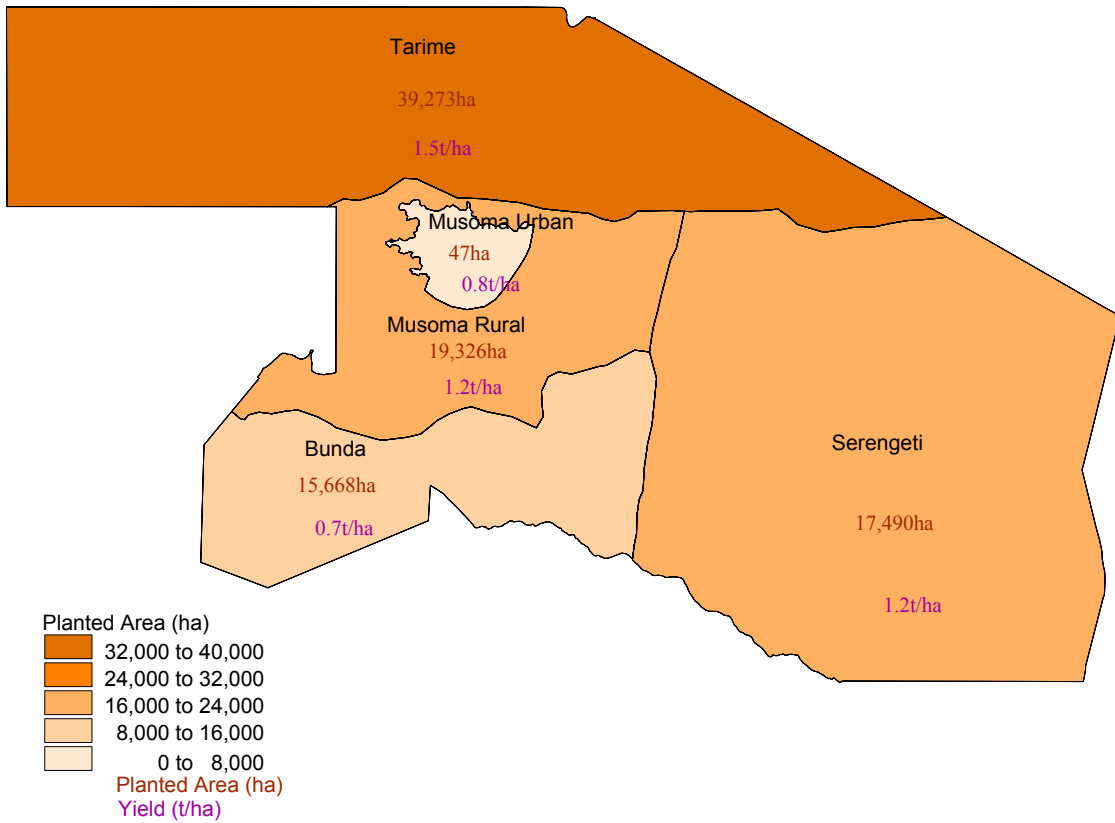 Tarime
39,273ha
1.5t/ha
Musoma Urban
47ha
0.8t/ha
Musoma Rural
19,326ha
1.2t/ha
Bunda
15,668ha
0.7t/ha
Serengeti
17,490ha
1.2t/ha
Planted Area (ha)
32,000 to 40,000
24,000 to 32,000
16,000 to 24,000
8,000 to 16,000
0 to 8,000
Planted Area (ha)
Yield (t/ha)